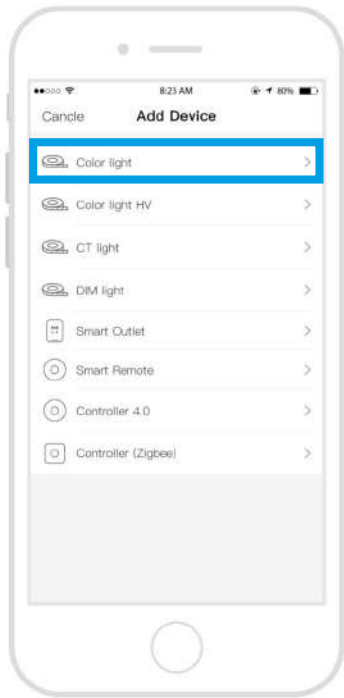 8:23 AM 80%
Cancle Add Device
Color light
Color light HV
CT light
DIM light
Smart Outlet
Smart Remote
Controller 4.0
Controller (Zigbee)